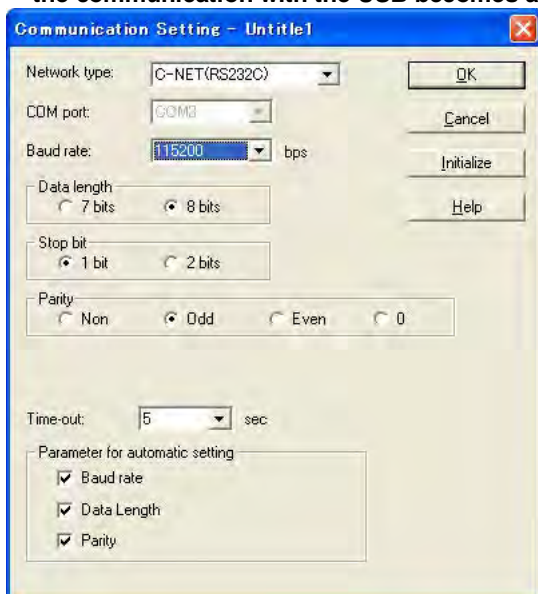 the communication with the USB becomes a
Communication Setting - Untitle1
Network type: C-NET(RS232C) OK
COM port: COM3 Cancel
Baud rate: 115200 bps Initialize
Data length Help
7 bits 8 bits
Stop bit
1 bit 2 bits
Parity
Non Odd Even 0
Time-out: 5 sec
Parameter for automatic setting
Baud rate
Data Length
Parity